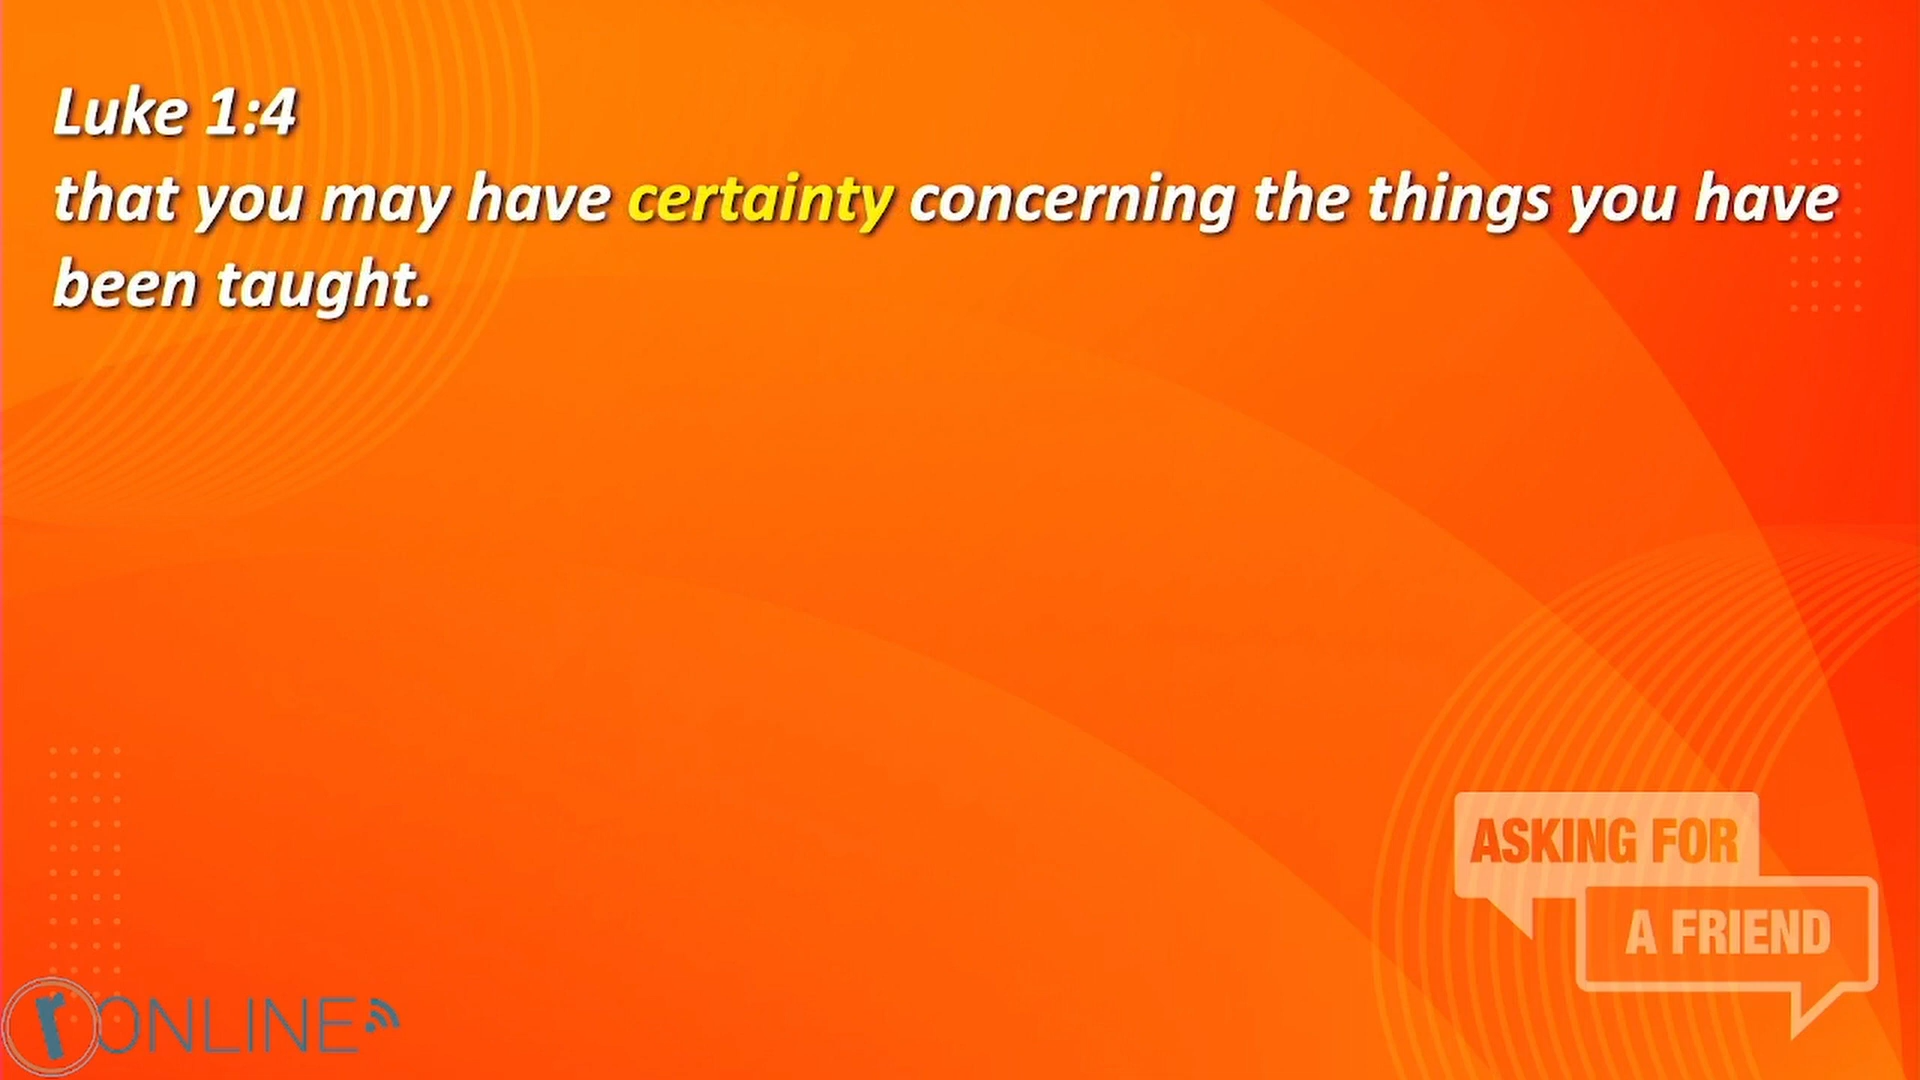 Luke 1:4
that you may have certainty concerning the things you have
been taught.
ASKING FOR
A FRIEND
r ONLINE